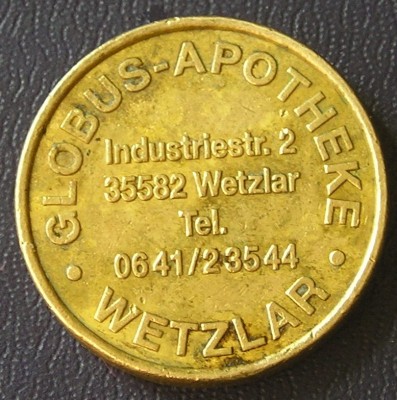 GLOBUS-APOTHEKE
Industriestr. 2
35582 Wetzlar
Tel.
0641/23544
• WETZLAR •